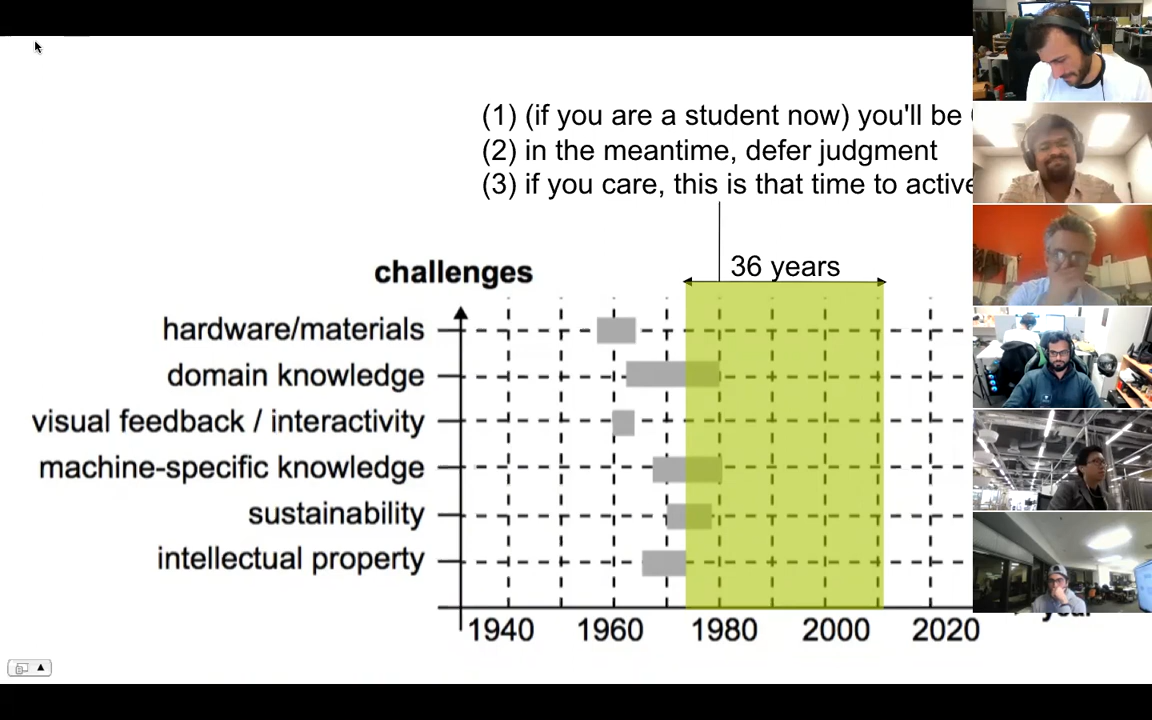 (1) (if you are a student now) you'll be
(2) in the meantime, defer judgment
(3) if you care, this is that time to active
36 years
challenges
hardware/materials
domain knowledge
visual feedback / interactivity
machine-specific knowledge
sustainability
intellectual property
1940 1960 1980 2000 2020
year